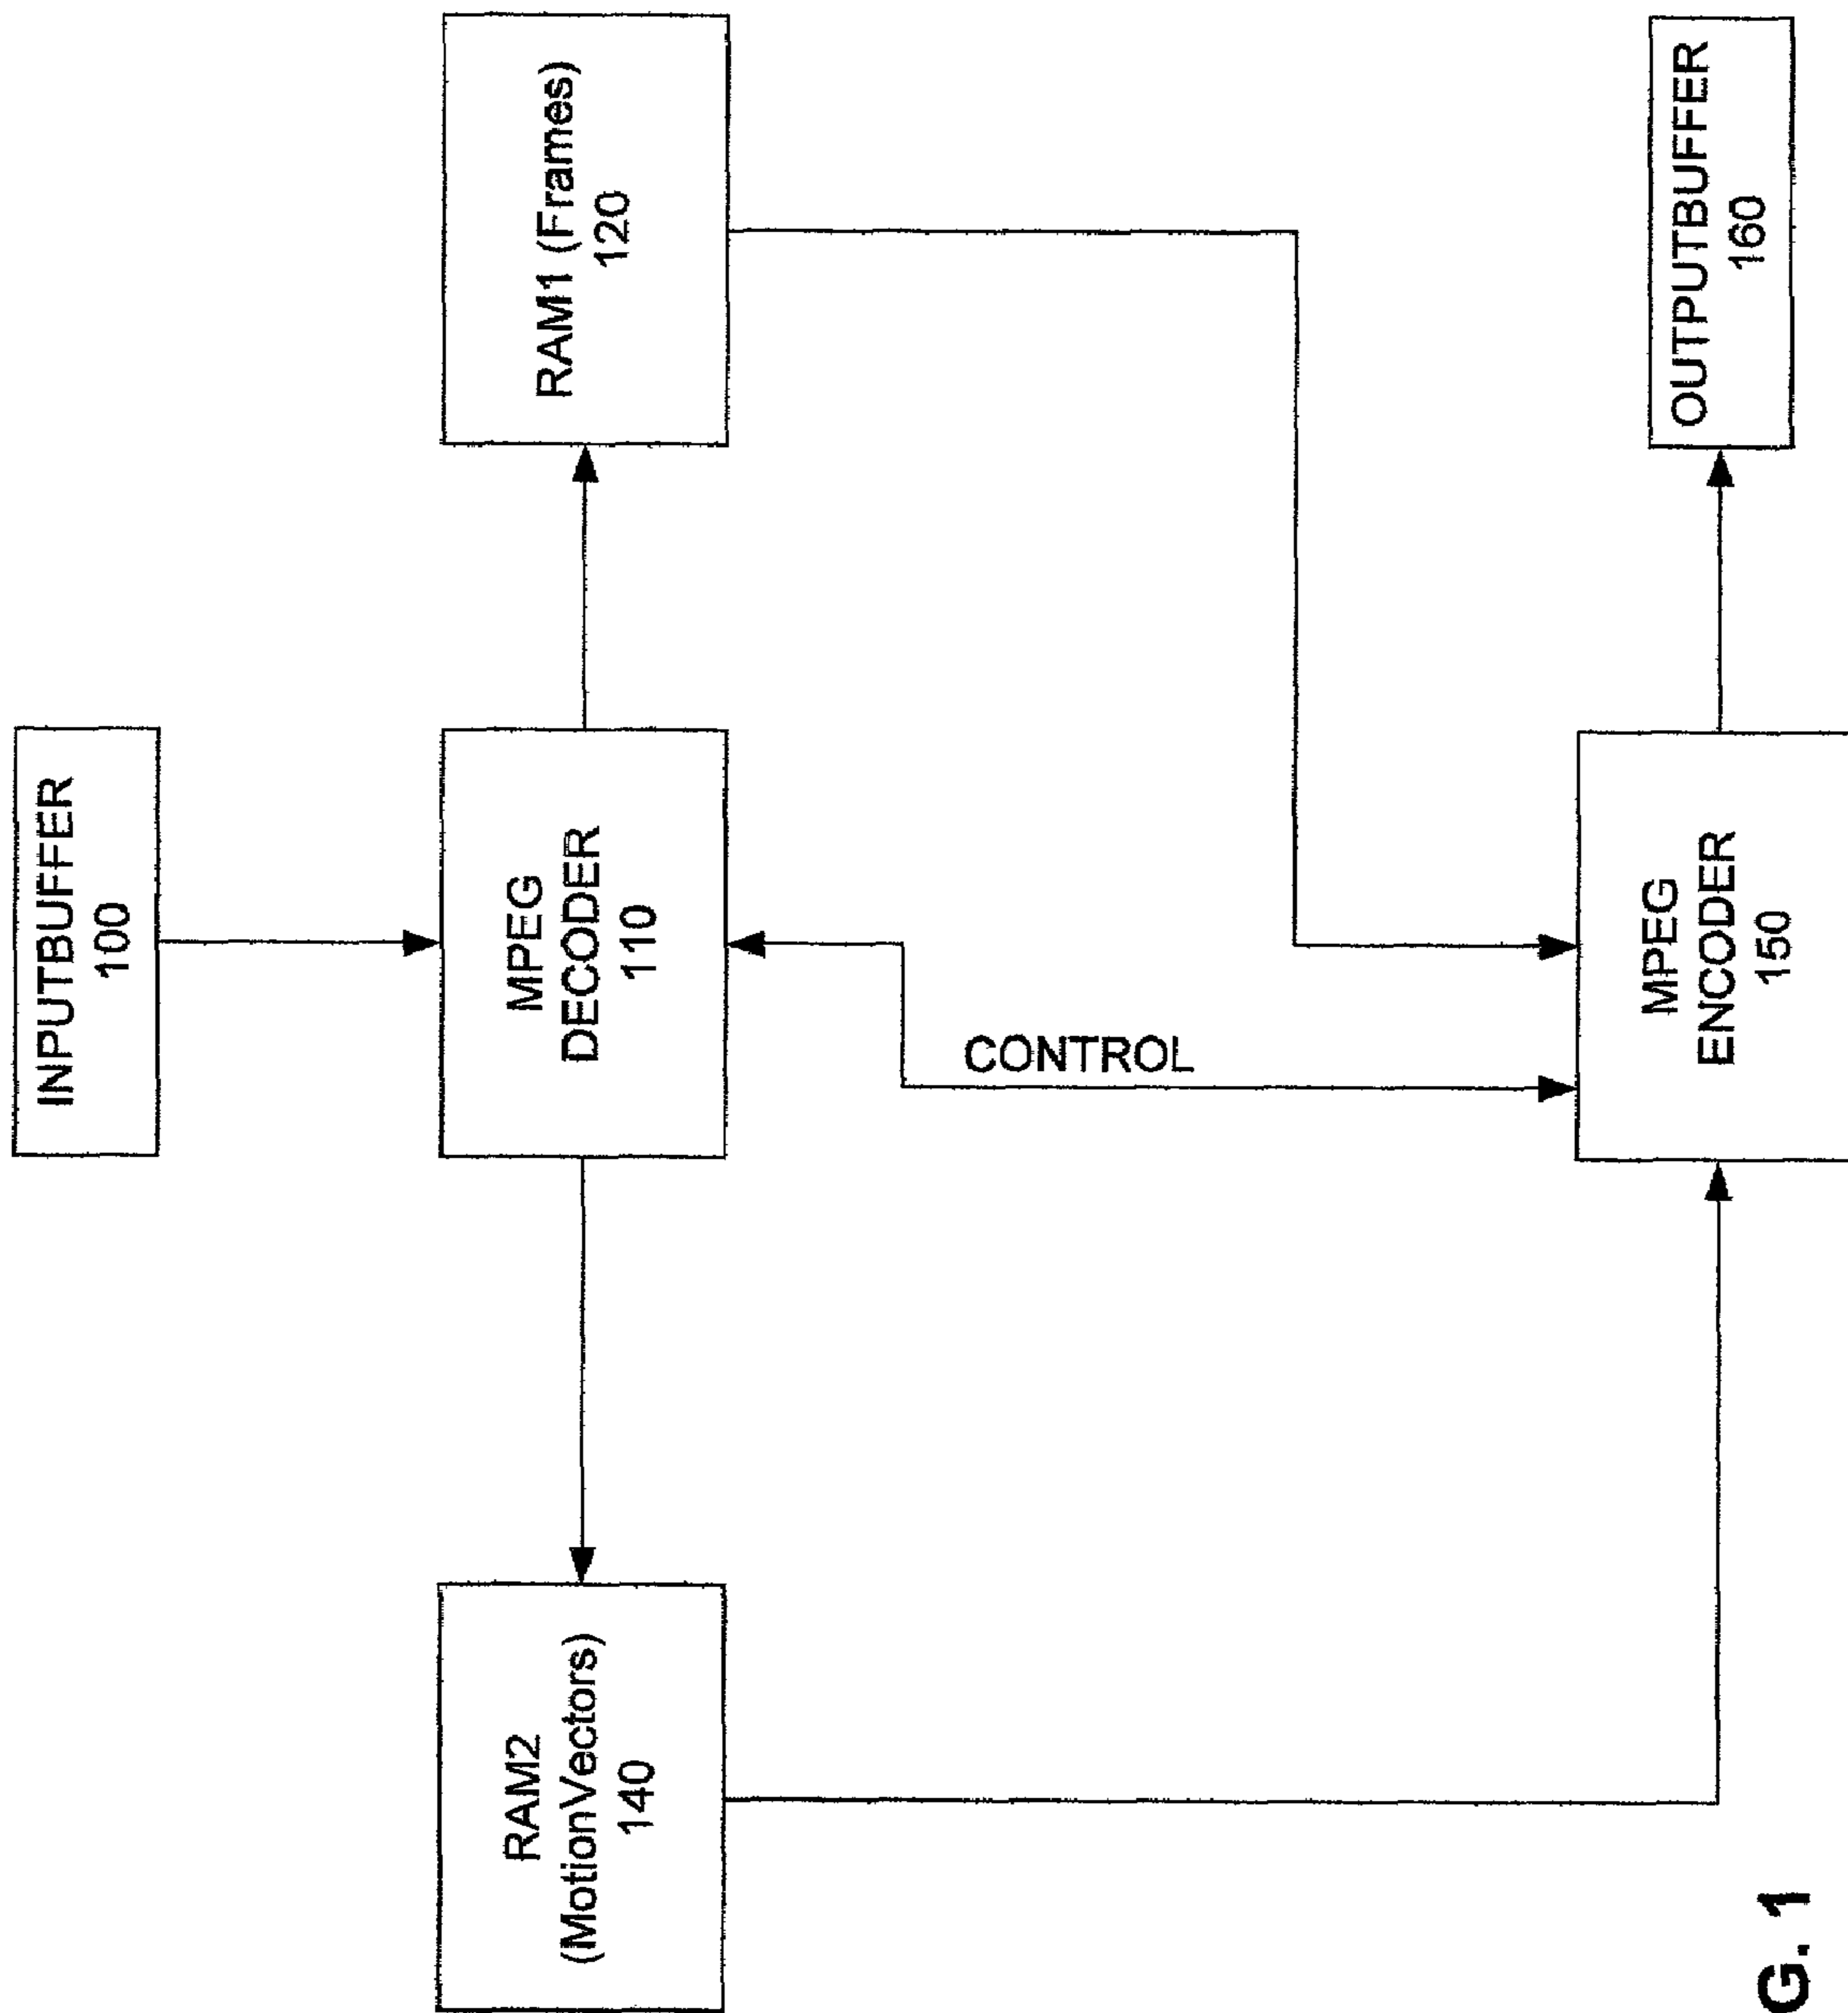 INPUTBUFFER
100
RAM2
(MotionVectors)
140
MPEG
DECODER
110
RAM1 (Frames)
120
CONTROL
MPEG
ENCODER
150
OUTPUTBUFFER
160
G. 1